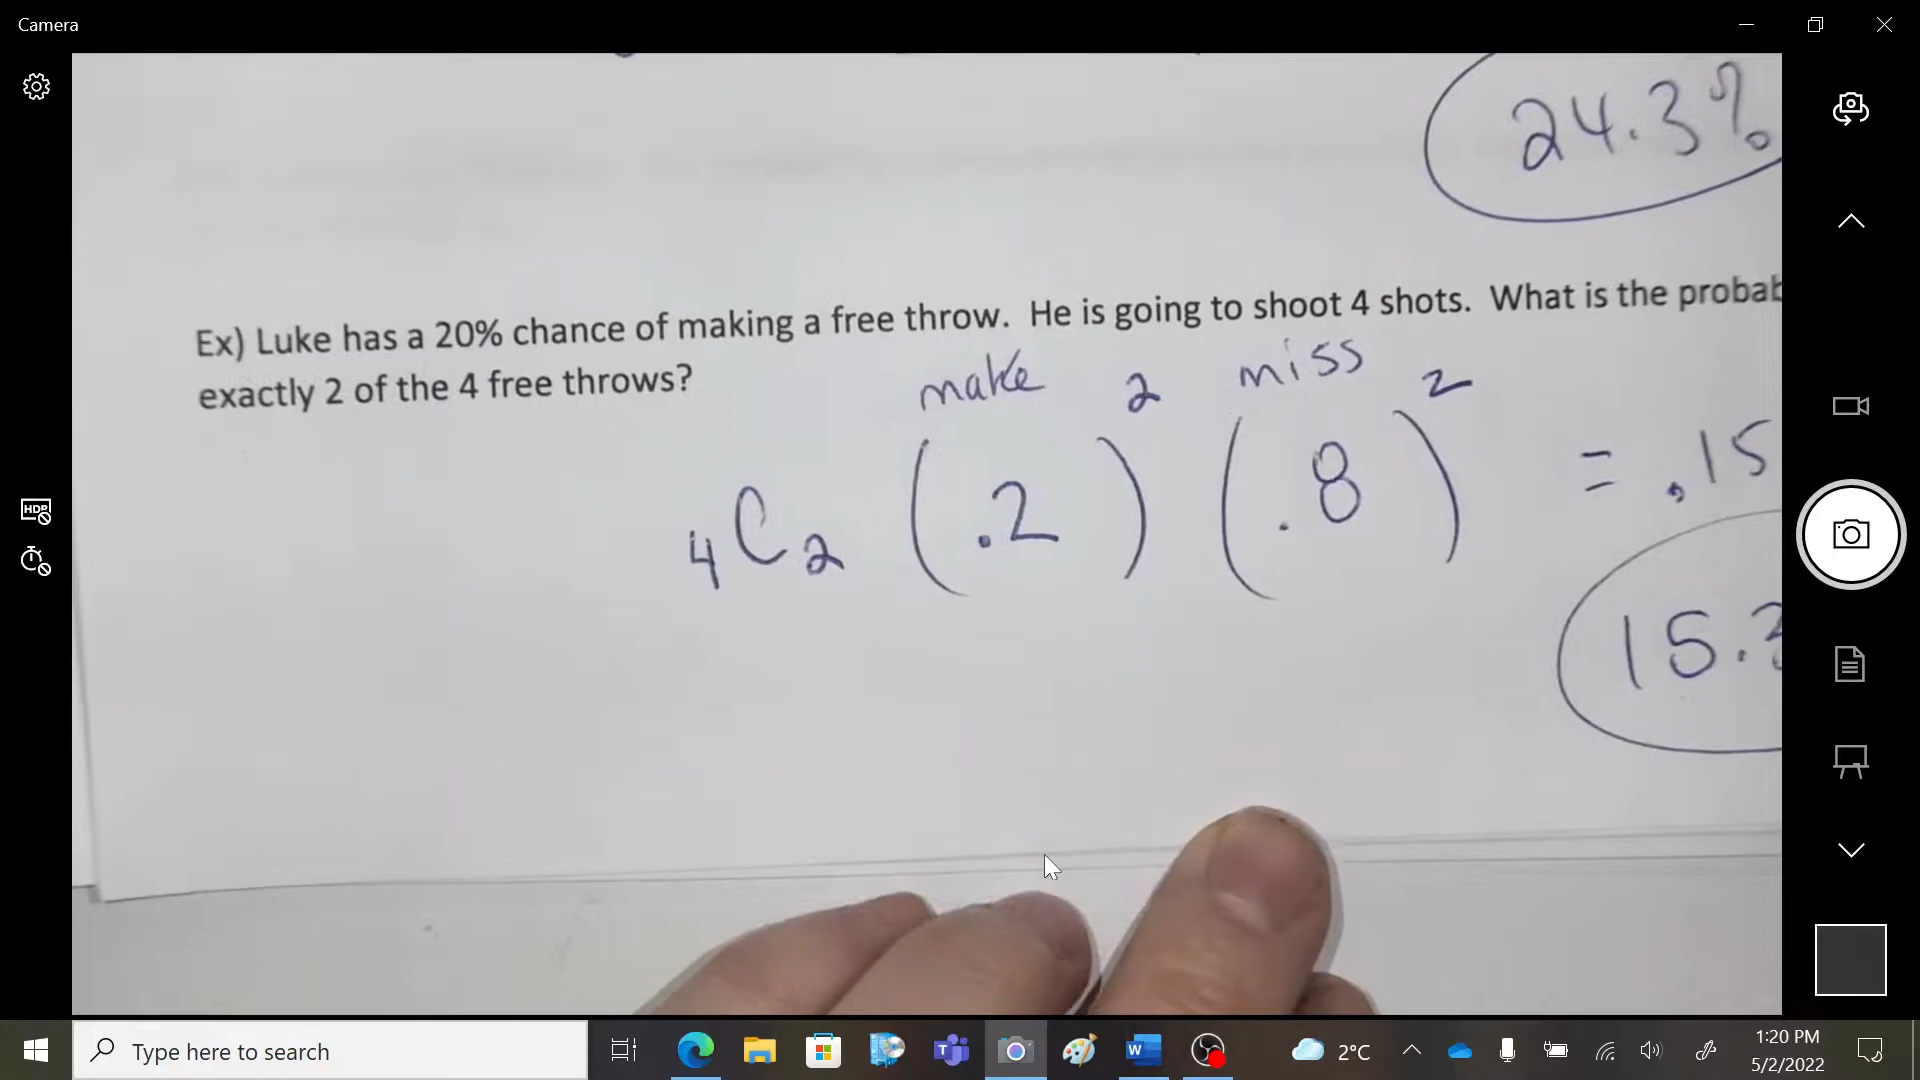 Camera
24.3%
Ex) Luke has a 20% chance of making a free throw. He is going to shoot 4 shots. What is the probab
exactly 2 of the 4 free throws?
make 2 miss 2
4C2 (.2) (.8) = .15
15.3
HDR
Type here to search
2°C
1:20 PM
5/2/2022